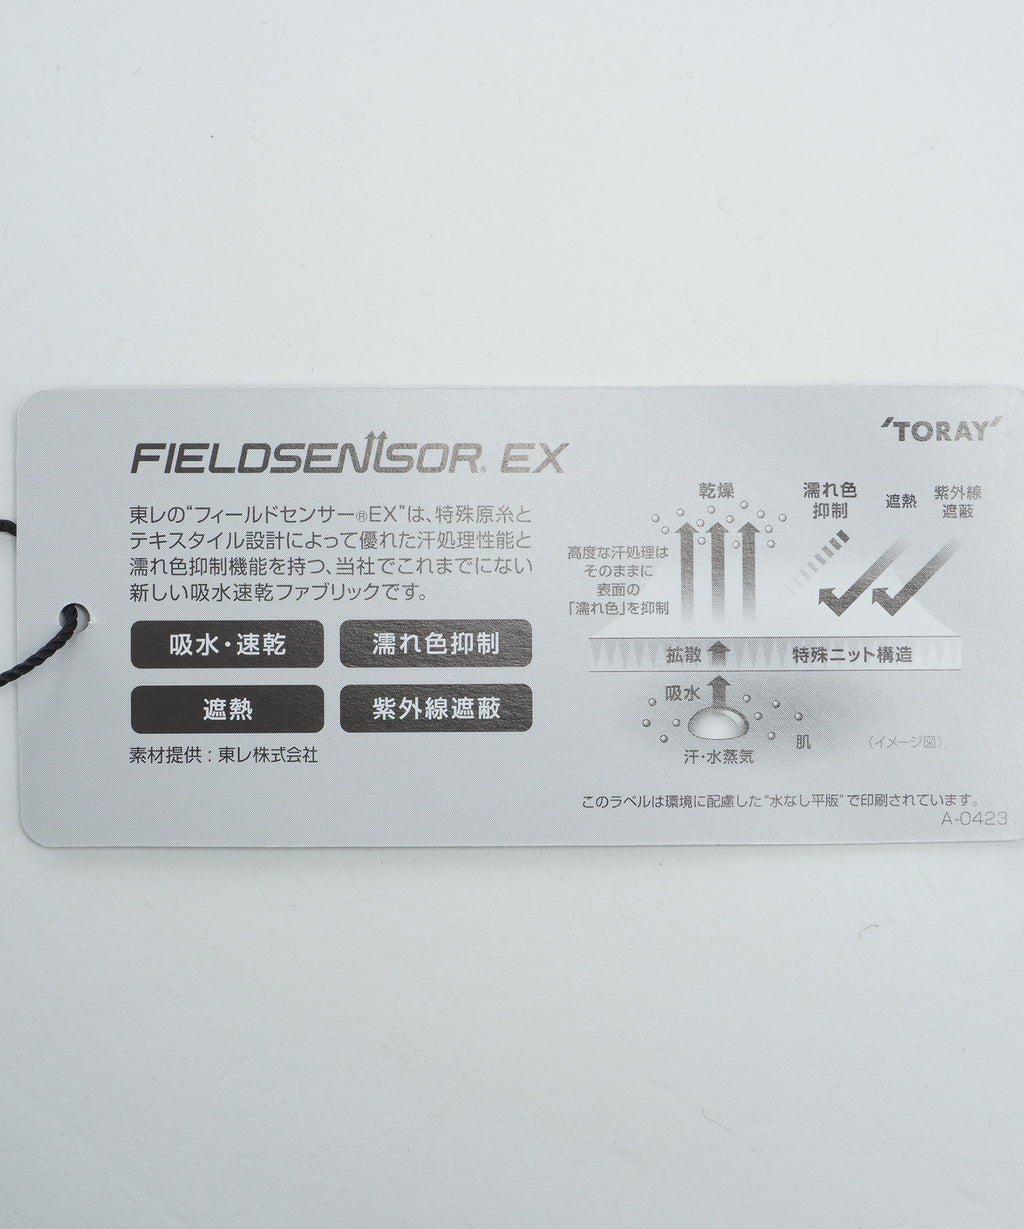 'TORAY'
FIELDSENSOR® EX
東レの“フィールドセンサー®EX”は、特殊原糸と
テキスタイル設計によって優れた汗処理性能と
濡れ色抑制機能を持つ、当社でこれまでにない
新しい吸水速乾ファブリックです。
吸水・速乾
濡れ色抑制
遮熱
紫外線遮蔽
素材提供:東レ株式会社
乾燥
濡れ色
抑制
遮熱
紫外線
遮蔽
高度な汗処理は
そのままに
表面の
「濡れ色」を抑制
拡散
特殊ニット構造
吸水
肌
汗・水蒸気
(イメージ図)
このラベルは環境に配慮した“水なし平版”で印刷されています。
A-0423